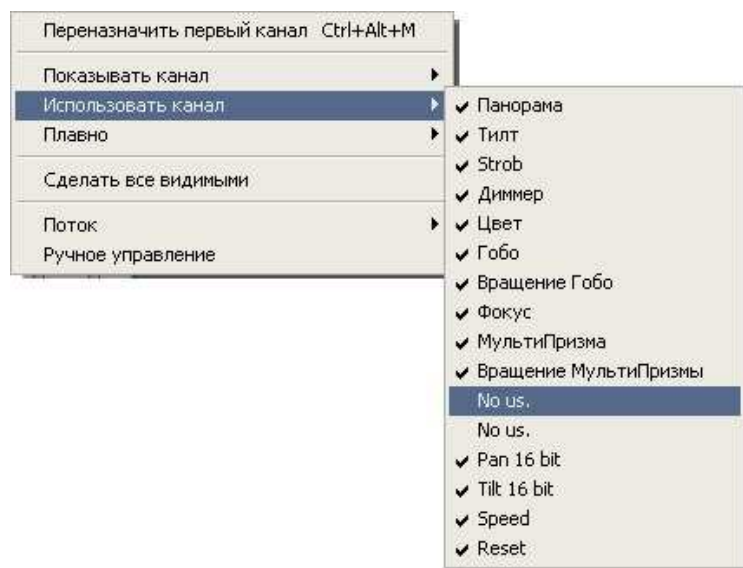 Переназначить первый канал Ctrl+Alt+M
Показывать канал
Использовать канал
Плавно
Сделать все видимыми
Поток
Ручное управление
Панорама
Тилт
Strob
Диммер
Цвет
Гобо
Вращение Гобо
Фокус
МультиПризма
Вращение МультиПризмы
No us.
No us.
Pan 16 bit
Tilt 16 bit
Speed
Reset